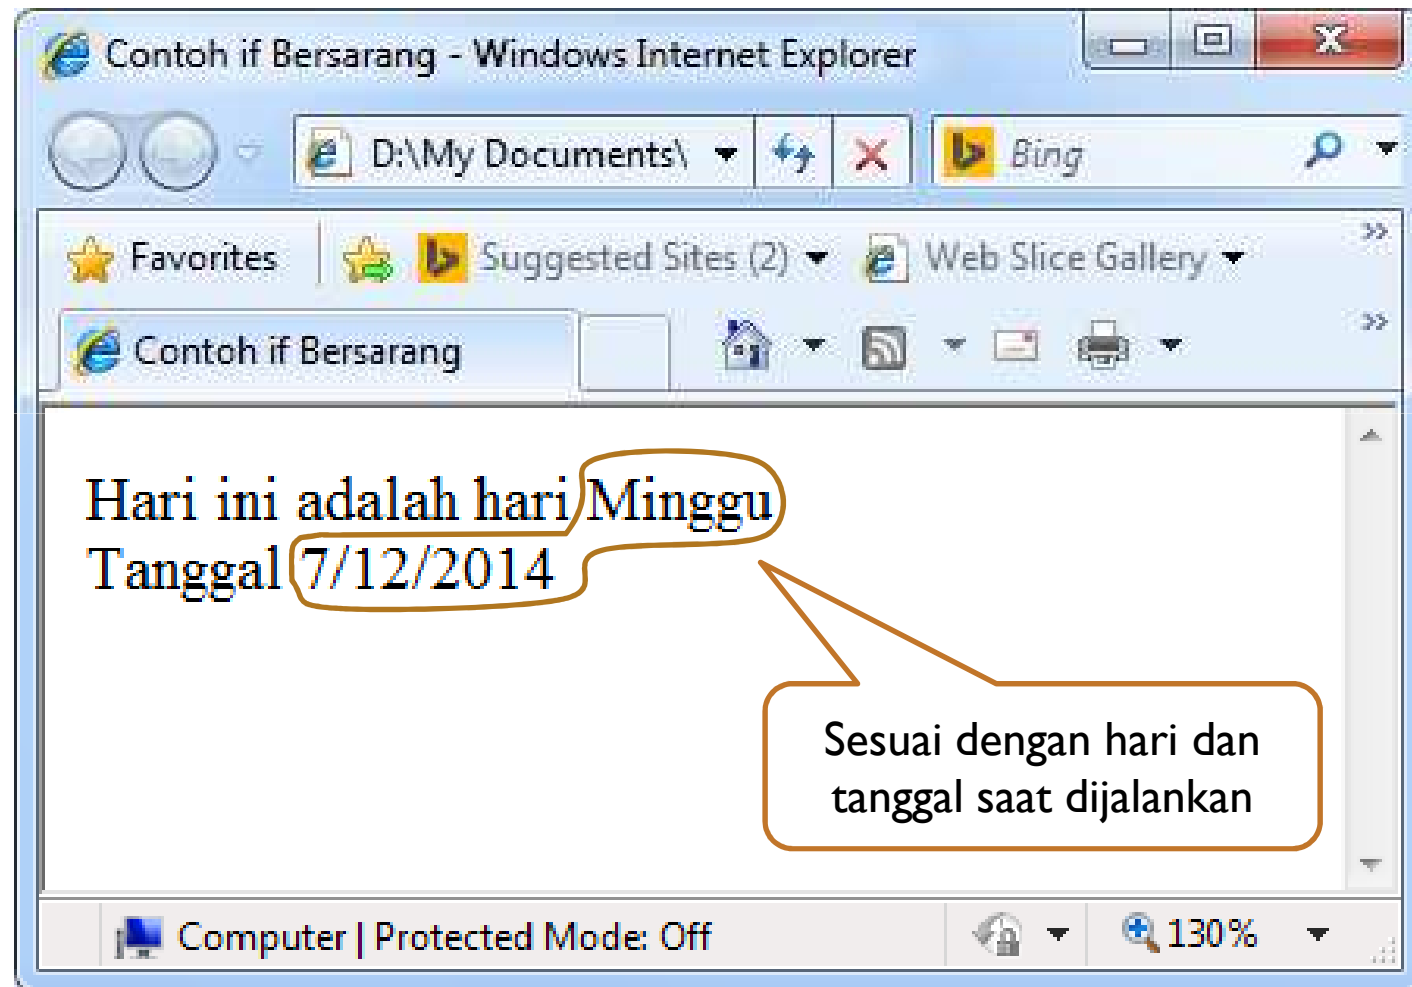 Contoh if Bersarang - Windows Internet Explorer
D:\My Documents\
Bing
Favorites
Suggested Sites (2)
Web Slice Gallery
Contoh if Bersarang
Hari ini adalah hari Minggu
Tanggal 7/12/2014
Sesuai dengan hari dan
tanggal saat dijalankan
Computer | Protected Mode: Off
130%